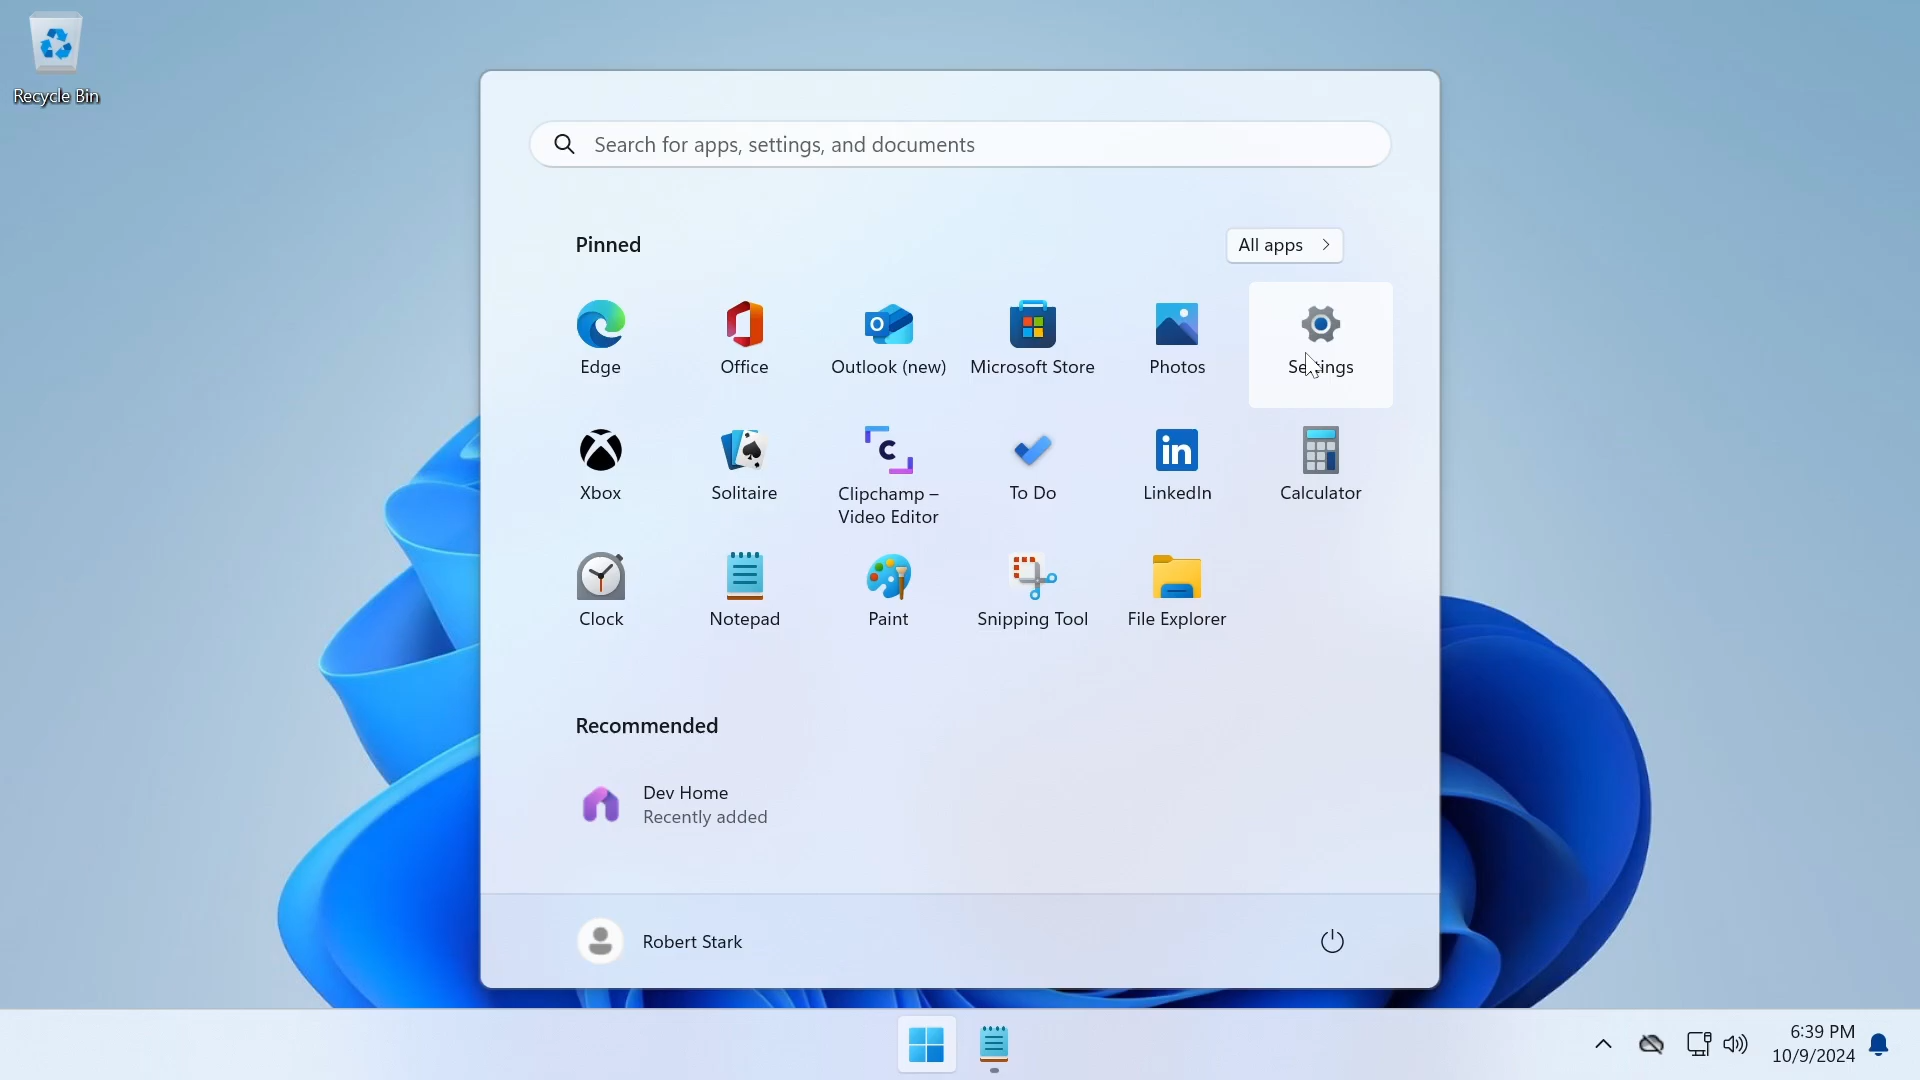 Recycle Bin
Search for apps, settings, and documents
Pinned
All apps
Edge
Office
Outlook (new)
Microsoft Store
Photos
Settings
Xbox
Solitaire
Clipchamp –
Video Editor
To Do
LinkedIn
Calculator
Clock
Notepad
Paint
Snipping Tool
File Explorer
Recommended
Dev Home
Recently added
Robert Stark
6:39 PM
10/9/2024